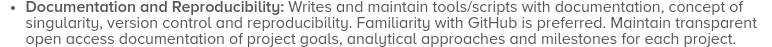 • Documentation and Reproducibility: Writes and maintain tools/scripts with documentation, concept of
singularity, version control and reproducibility. Familiarity with GitHub is preferred. Maintain transparent
open access documentation of project goals, analytical approaches and milestones for each project.